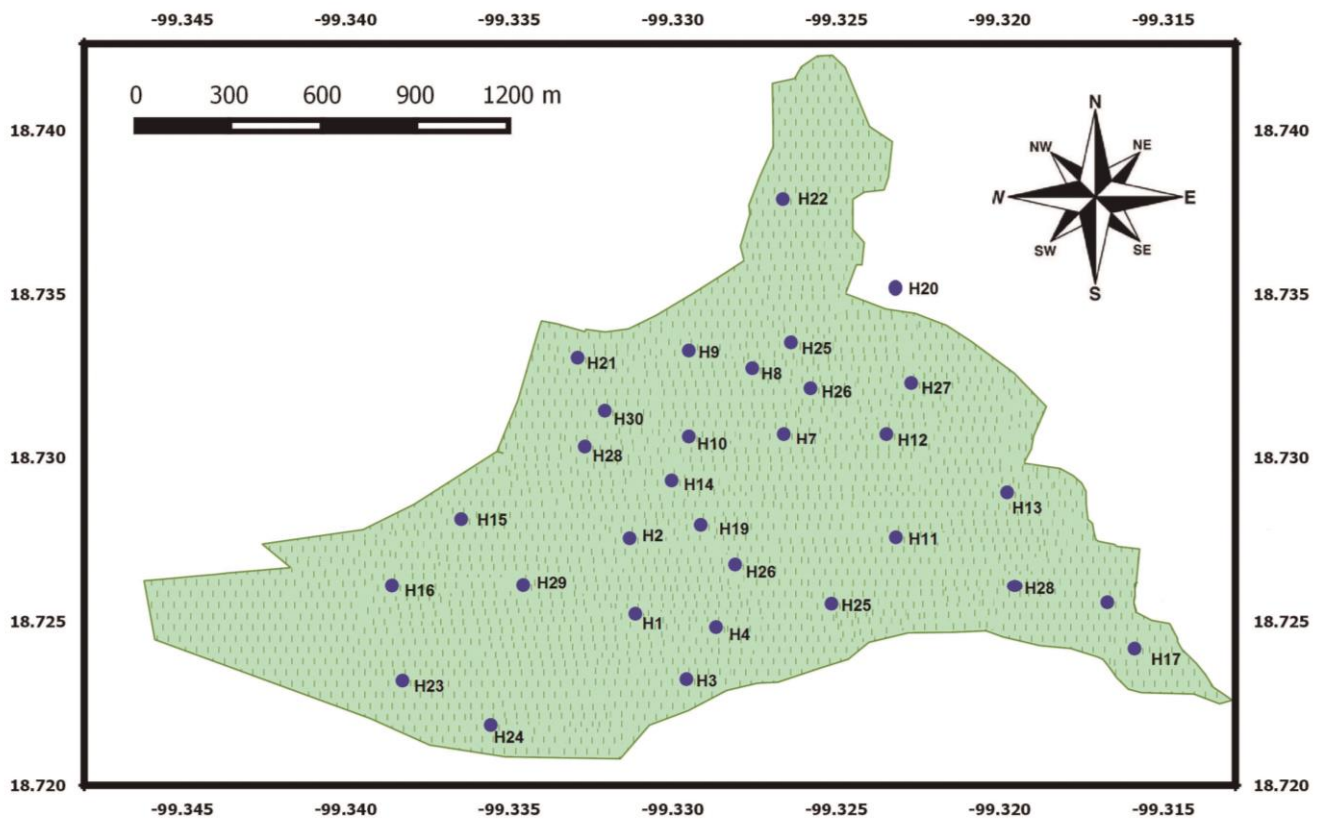 -99.345 -99.340 -99.335 -99.330 -99.325 -99.320 -99.315
0 300 600 900 1200 m
N
18.740 18.740
NW NE
N E
H22
SW SE
H20
18.735 S 18.735
H25
H9
H21 H8
H26 H27
H30
H10 H7 H12
H28
18.730 18.730
H14
H13
H15 H19
H2 H11
H26
H16 H29 H28
H25
H1 18.725
18.725 H4
H17
H23 H3
H24
18.720 18.720
-99.345 -99.340 -99.335 -99.330 -99.325 -99.320 -99.315